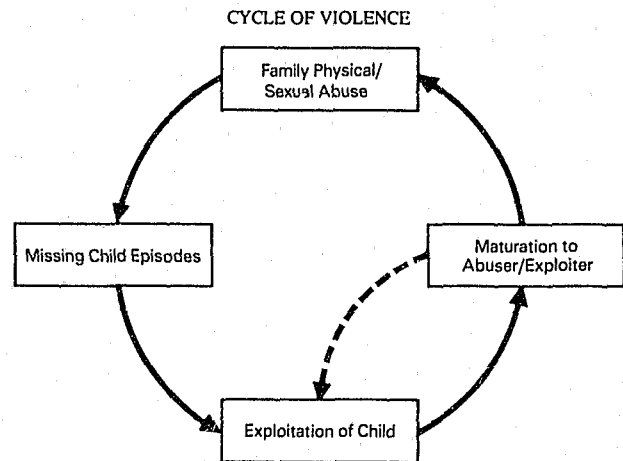 CYCLE OF VIOLENCE
Family Physical/
Sexual Abuse
Missing Child Episodes
Maturation to
Abuser/Exploiter
Exploitation of Child